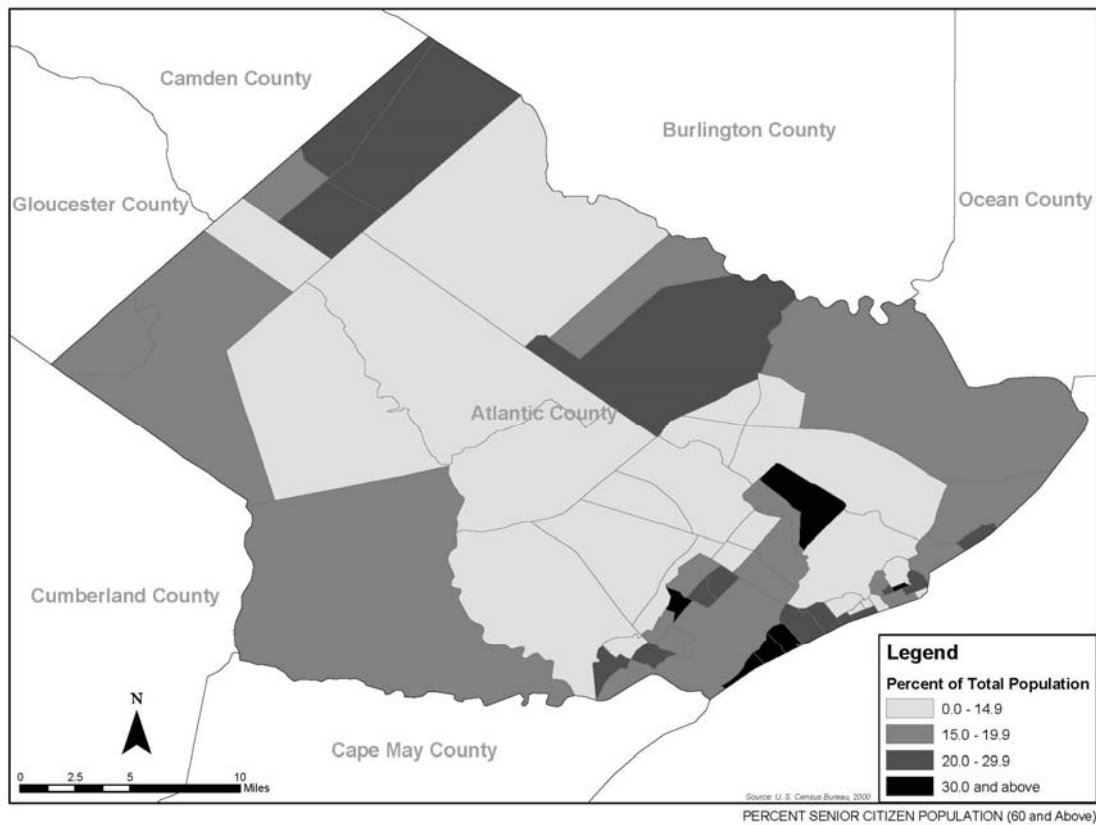 Camden County
Burlington County
Gloucester County
Ocean County
Atlantic County
Cumberland County
Cape May County
N
0 2.5 5 10
Miles
Legend
Percent of Total Population
0.0 - 14.9
15.0 - 19.9
20.0 - 29.9
30.0 and above
Source: U. S. Census Bureau, 2000
PERCENT SENIOR CITIZEN POPULATION (60 and Above)